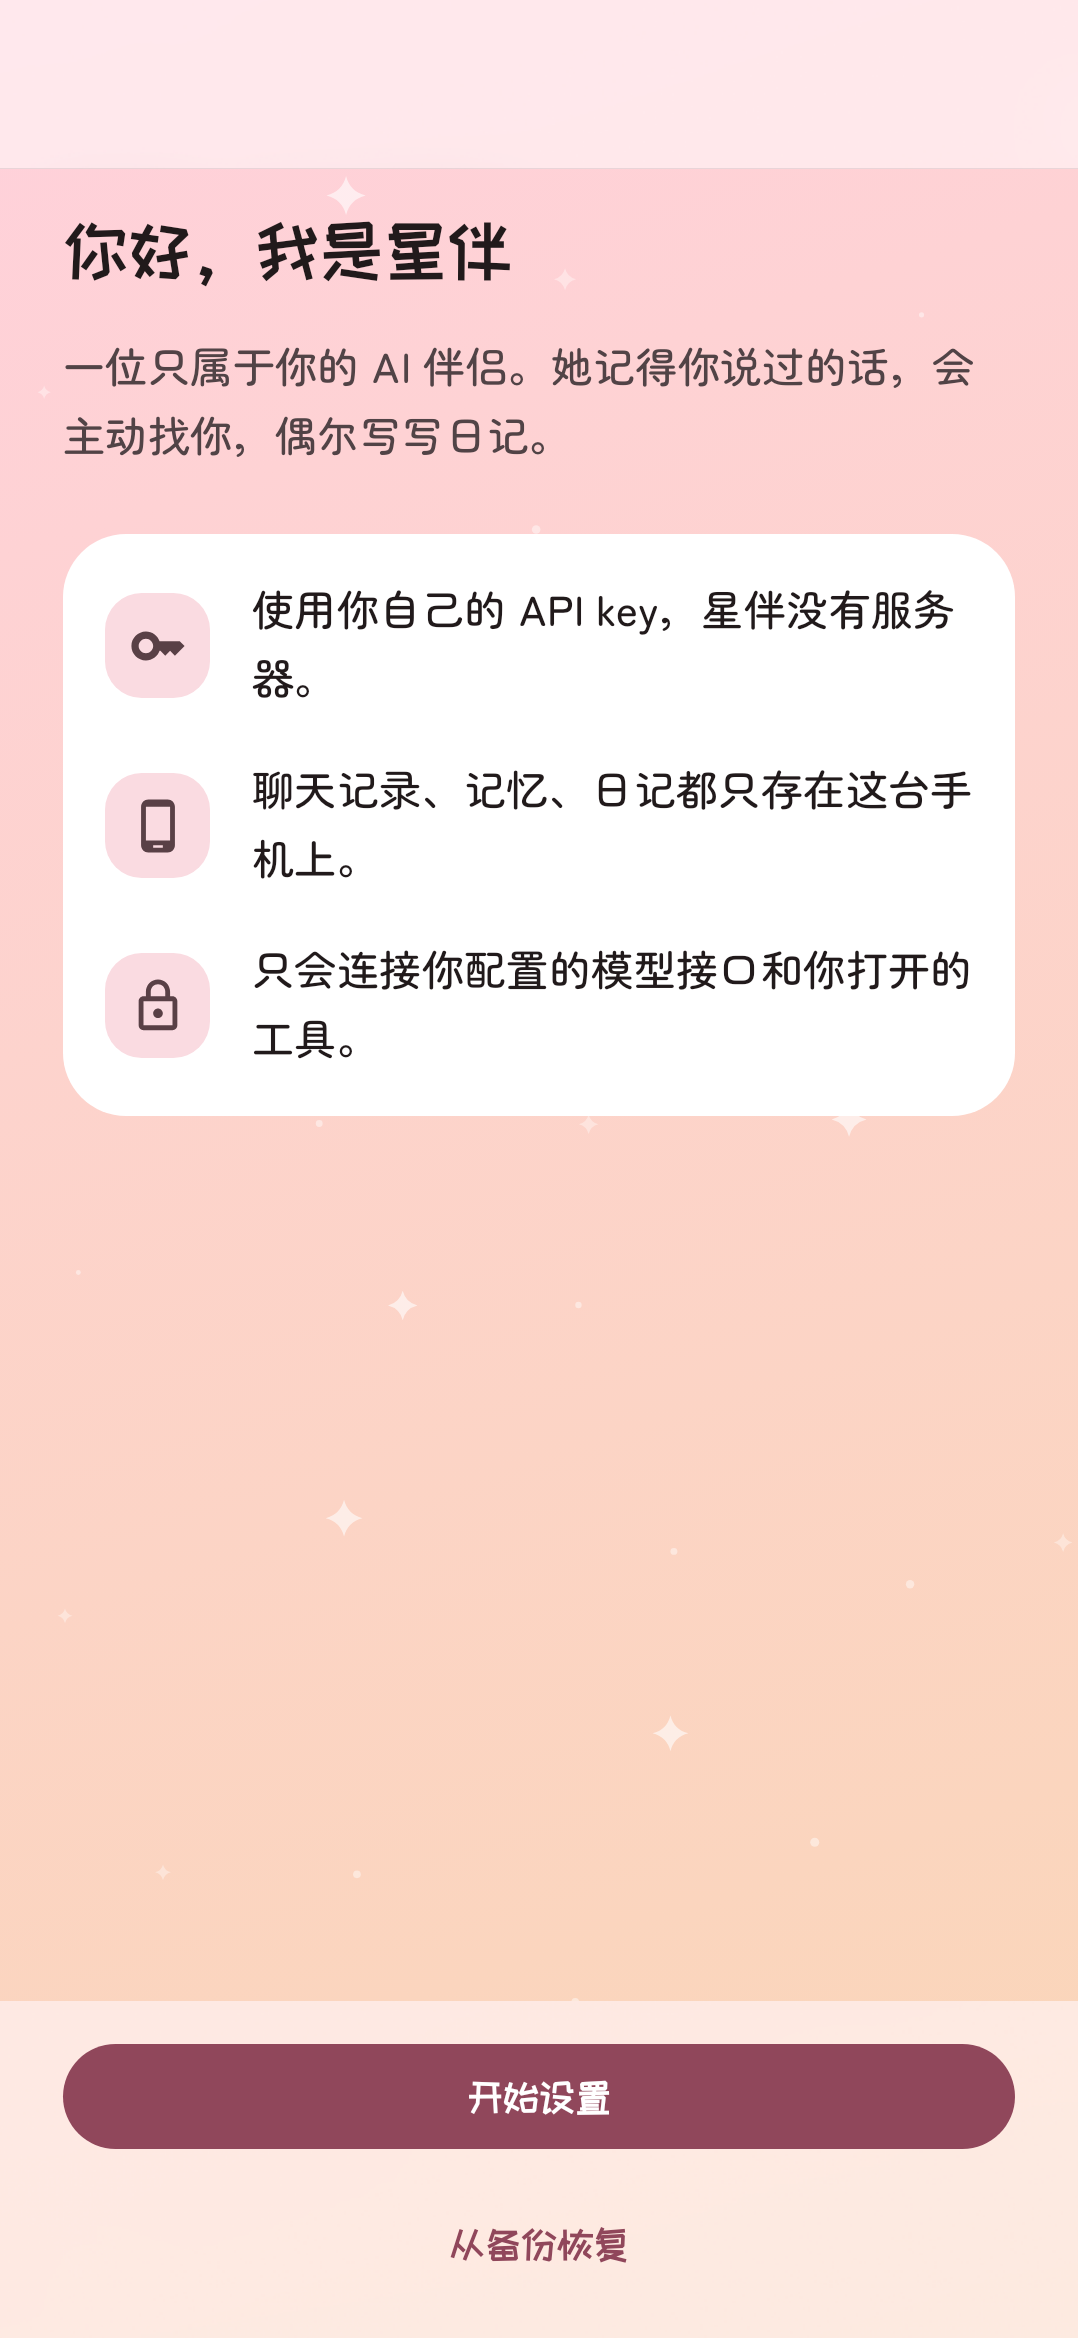 你好，我是星伴
一位只属于你的 AI 伴侣。她记得你说过的话，会
主动找你，偶尔写写日记。
使用你自己的 API key，星伴没有服务
器。
聊天记录、记忆、日记都只存在这台手
机上。
只会连接你配置的模型接口和你打开的
工具。
开始设置
从备份恢复